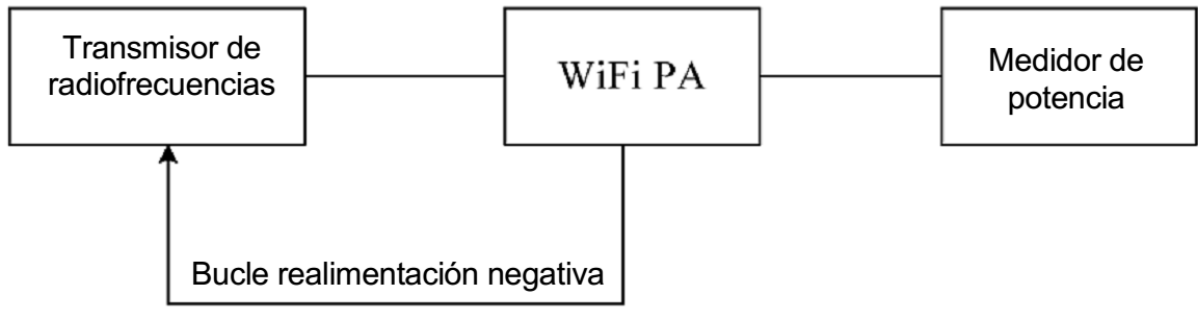 Transmisor de
radiofrecuencias
WiFi PA
Medidor de
potencia
Bucle realimentación negativa